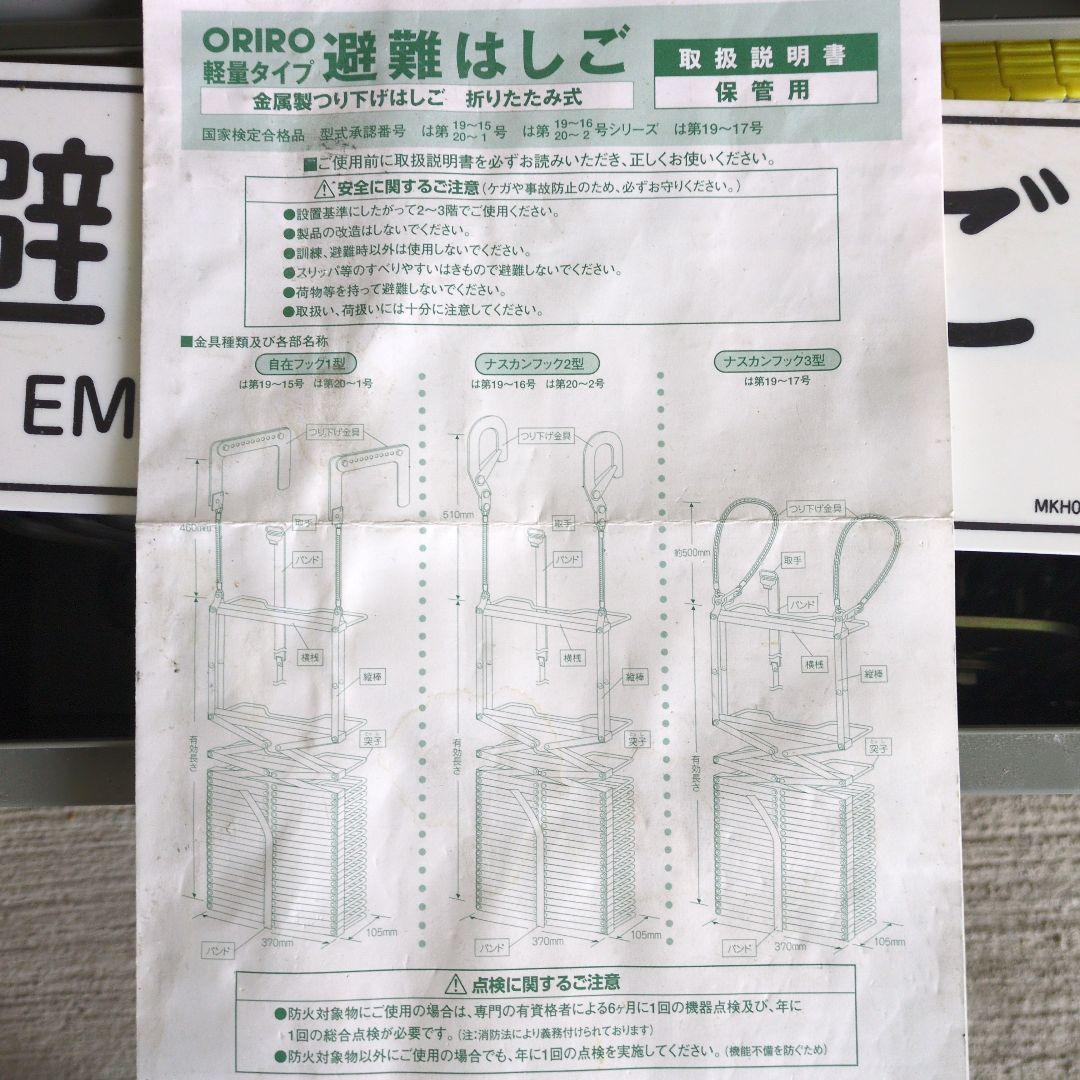 ORIRO
軽量タイプ 避難はしご
金属製つり下げはしご 折りたたみ式
取扱説明書
保管用
国家検定合格品 型式承認番号 は第19〜15 20〜1号 は第19〜16 20〜2号シリーズ は第19〜17号
■ご使用前に取扱説明書を必ずお読みいただき、正しくお使いください。
⚠安全に関するご注意(ケガや事故防止のため、必ずお守りください。)
●設置基準にしたがって2〜3階でご使用ください。
●製品の改造はしないでください。
●訓練、避難時以外は使用しないでください。
●スリッパ等のすべりやすいはきもので避難しないでください。
●荷物等を持って避難しないでください。
●取扱い、荷扱いには十分に注意してください。
■金具種類及び各部名称
自在フック1型
は第19〜15号 は第20〜1号
つり下げ金具
460mm
取手
バンド
横桟
縦棒
突子
有効長さ
バンド
370mm
105mm
ナスカンフック2型
は第19〜16号 は第20〜2号
つり下げ金具
510mm
取手
バンド
横桟
縦棒
突子
有効長さ
バンド
370mm
105mm
ナスカンフック3型
は第19〜17号
つり下げ金具
約500mm
取手
バンド
横桟
縦棒
突子
有効長さ
バンド
370mm
105mm
⚠点検に関するご注意
●防火対象物にご使用の場合は、専門の有資格者による6ヶ月に1回の機器点検及び、年に
1回の総合点検が必要です。(注:消防法により義務付けられております)
●防火対象物以外にご使用の場合でも、年に1回の点検を実施してください。(機能不備を防ぐため)
避
EM
ご
MKH0